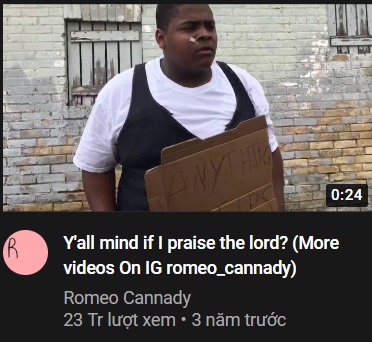 ANYTHING
0:24
R
Y'all mind if I praise the lord? (More
videos On IG romeo_cannady)
Romeo Cannady
23 Tr lượt xem • 3 năm trước